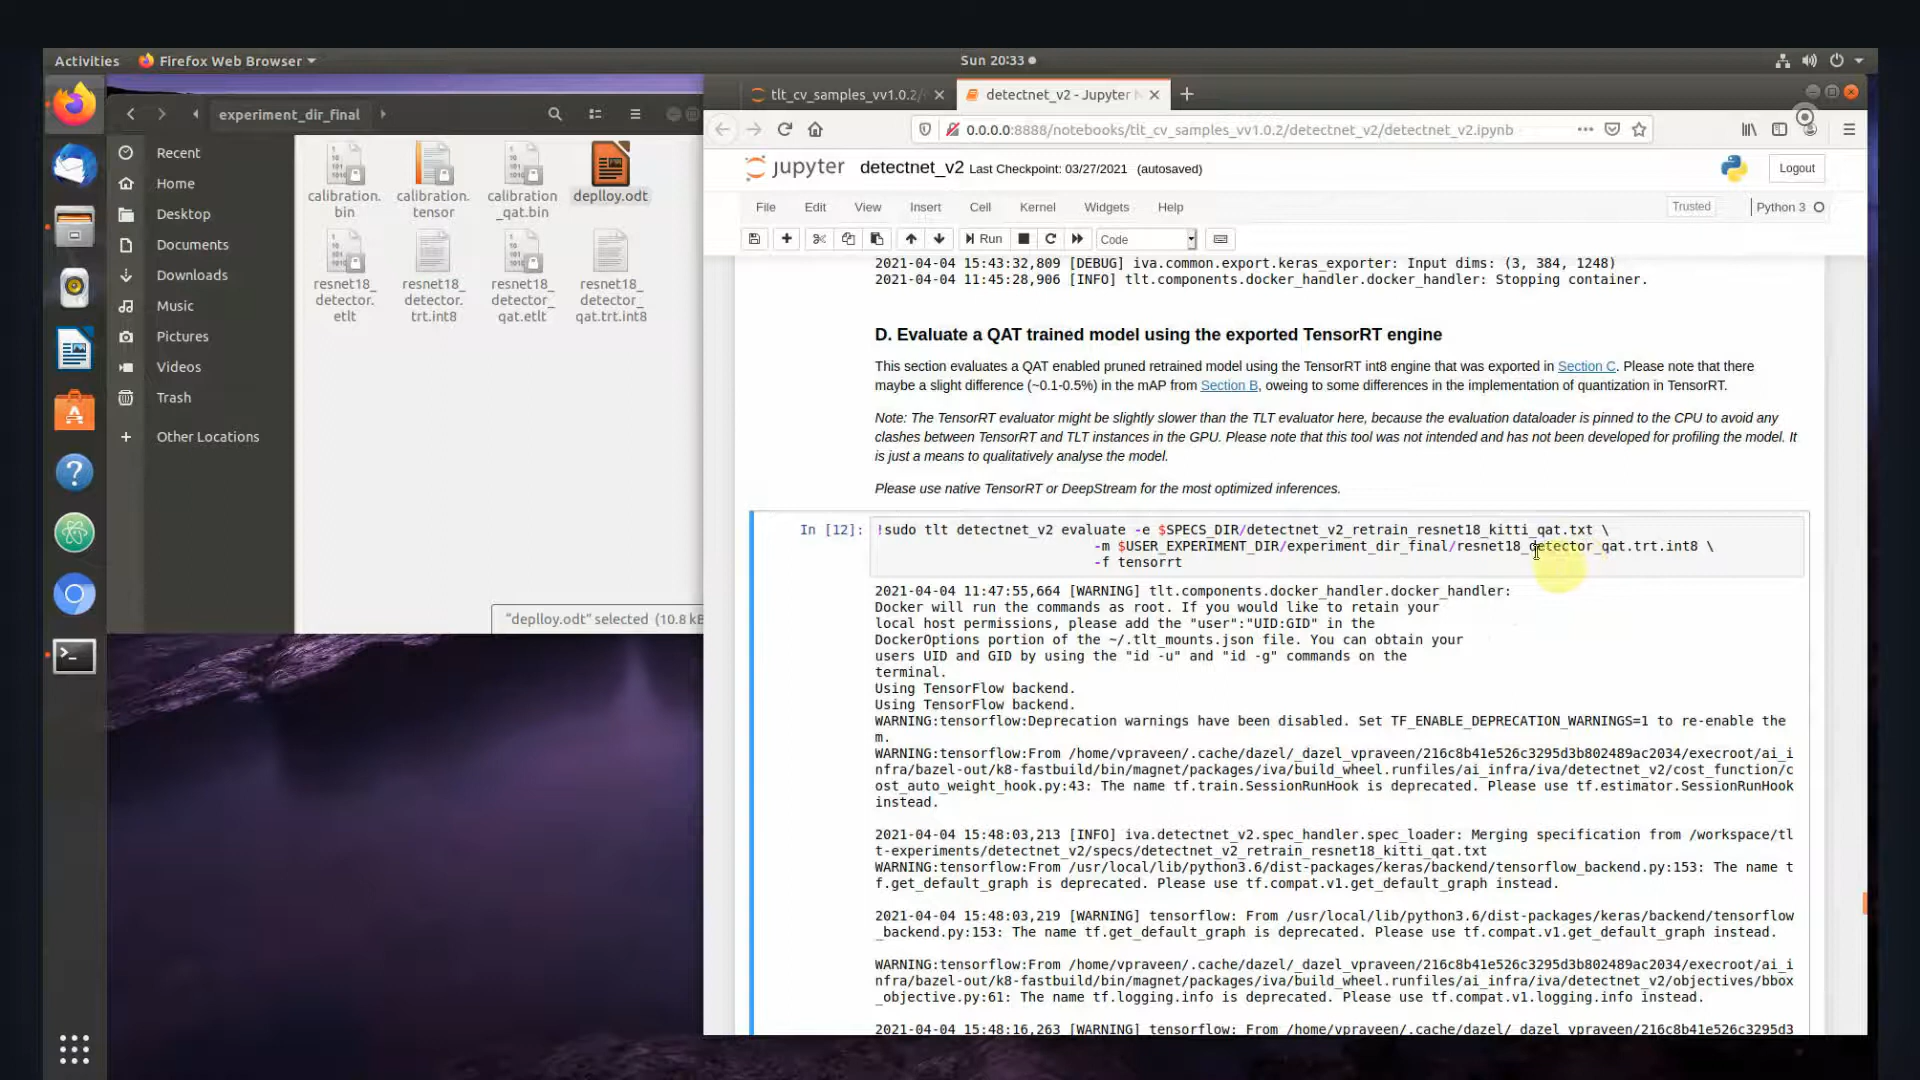 Activities
Firefox Web Browser
Sun 20:33
experiment_dir_final
Recent
Home
Desktop
Documents
Downloads
Music
Pictures
Videos
Trash
Other Locations
calibration.
bin
calibration.
tensor
calibration
_qat.bin
deplloy.odt
resnet18_
detector.
etlt
resnet18_
detector.
trt.int8
resnet18_
detector_
qat.etlt
resnet18_
detector_
qat.trt.int8
"deplloy.odt" selected (10.8 kB
tlt_cv_samples_vv1.0.2/
detectnet_v2 - Jupyter N
0.0.0.0:8888/notebooks/tlt_cv_samples_vv1.0.2/detectnet_v2/detectnet_v2.ipynb
jupyter
detectnet_v2 Last Checkpoint: 03/27/2021 (autosaved)
Logout
File Edit View Insert Cell Kernel Widgets Help
Trusted
Python 3
Run
Code
2021-04-04 15:43:32,809 [DEBUG] iva.common.export.keras_exporter: Input dims: (3, 384, 1248)
2021-04-04 11:45:28,906 [INFO] tlt.components.docker_handler.docker_handler: Stopping container.
D. Evaluate a QAT trained model using the exported TensorRT engine
This section evaluates a QAT enabled pruned retrained model using the TensorRT int8 engine that was exported in Section C. Please note that there
maybe a slight difference (~0.1-0.5%) in the mAP from Section B, oweing to some differences in the implementation of quantization in TensorRT.
Note: The TensorRT evaluator might be slightly slower than the TLT evaluator here, because the evaluation dataloader is pinned to the CPU to avoid any
clashes between TensorRT and TLT instances in the GPU. Please note that this tool was not intended and has not been developed for profiling the model. It
is just a means to qualitatively analyse the model.
Please use native TensorRT or DeepStream for the most optimized inferences.
In [12]:
!sudo tlt detectnet_v2 evaluate -e $SPECS_DIR/detectnet_v2_retrain_resnet18_kitti_qat.txt \
-m $USER_EXPERIMENT_DIR/experiment_dir_final/resnet18_detector_qat.trt.int8 \
-f tensorrt
2021-04-04 11:47:55,664 [WARNING] tlt.components.docker_handler.docker_handler:
Docker will run the commands as root. If you would like to retain your
local host permissions, please add the "user":"UID:GID" in the
DockerOptions portion of the ~/.tlt_mounts.json file. You can obtain your
users UID and GID by using the "id -u" and "id -g" commands on the
terminal.
Using TensorFlow backend.
Using TensorFlow backend.
WARNING:tensorflow:Deprecation warnings have been disabled. Set TF_ENABLE_DEPRECATION_WARNINGS=1 to re-enable the
m.
WARNING:tensorflow:From /home/vpraveen/.cache/dazel/_dazel_vpraveen/216c8b41e526c3295d3b802489ac2034/execroot/ai_i
nfra/bazel-out/k8-fastbuild/bin/magnet/packages/iva/build_wheel.runfiles/ai_infra/iva/detectnet_v2/cost_function/c
ost_auto_weight_hook.py:43: The name tf.train.SessionRunHook is deprecated. Please use tf.estimator.SessionRunHook
instead.
2021-04-04 15:48:03,213 [INFO] iva.detectnet_v2.spec_handler.spec_loader: Merging specification from /workspace/tl
t-experiments/detectnet_v2/specs/detectnet_v2_retrain_resnet18_kitti_qat.txt
WARNING:tensorflow:From /usr/local/lib/python3.6/dist-packages/keras/backend/tensorflow_backend.py:153: The name t
f.get_default_graph is deprecated. Please use tf.compat.v1.get_default_graph instead.
2021-04-04 15:48:03,219 [WARNING] tensorflow: From /usr/local/lib/python3.6/dist-packages/keras/backend/tensorflow
_backend.py:153: The name tf.get_default_graph is deprecated. Please use tf.compat.v1.get_default_graph instead.
WARNING:tensorflow:From /home/vpraveen/.cache/dazel/_dazel_vpraveen/216c8b41e526c3295d3b802489ac2034/execroot/ai_i
nfra/bazel-out/k8-fastbuild/bin/magnet/packages/iva/build_wheel.runfiles/ai_infra/iva/detectnet_v2/objectives/bbox
_objective.py:61: The name tf.logging.info is deprecated. Please use tf.compat.v1.logging.info instead.
2021-04-04 15:48:16,263 [WARNING] tensorflow: From /home/vpraveen/.cache/dazel/_dazel_vpraveen/216c8b41e526c3295d3